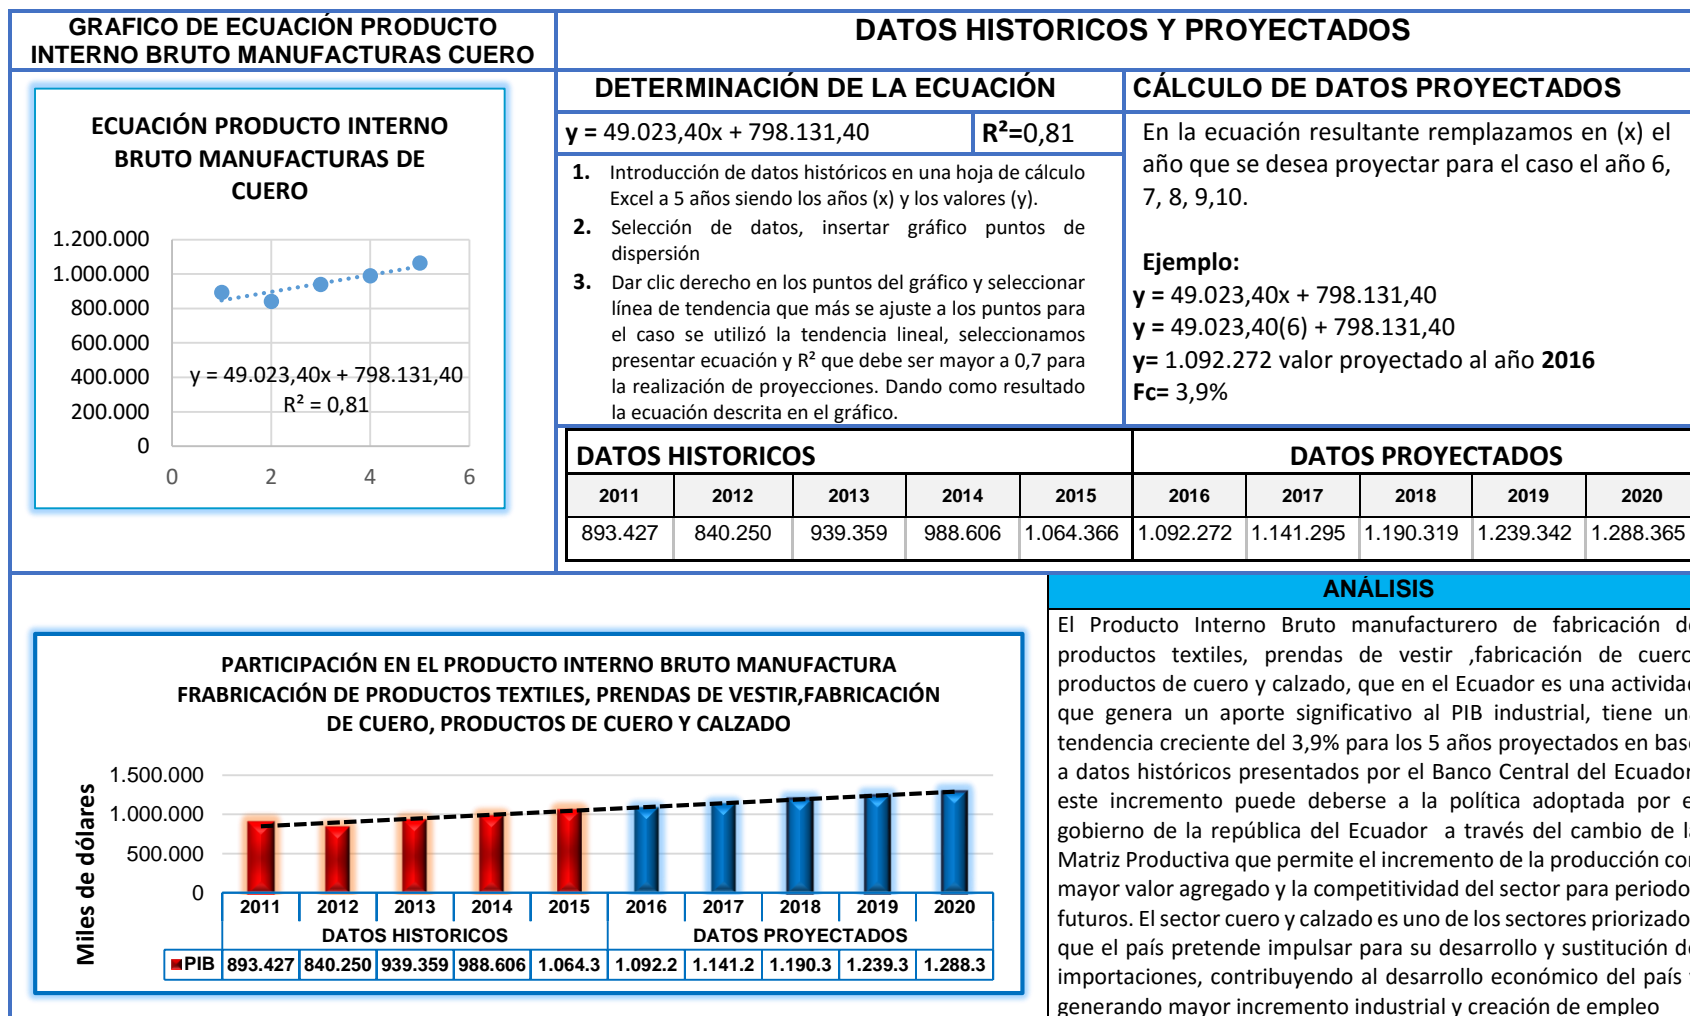 GRAFICO DE ECUACIÓN PRODUCTO
INTERNO BRUTO MANUFACTURAS CUERO
DATOS HISTORICOS Y PROYECTADOS
ECUACIÓN PRODUCTO INTERNO
BRUTO MANUFACTURAS DE
CUERO
1.200.000
1.000.000
800.000
600.000
400.000
200.000
0
y = 49.023,40x + 798.131,40
R² = 0,81
0 2 4 6
DETERMINACIÓN DE LA ECUACIÓN
y = 49.023,40x + 798.131,40 R²=0,81
1. Introducción de datos históricos en una hoja de cálculo
Excel a 5 años siendo los años (x) y los valores (y).
2. Selección de datos, insertar gráfico puntos de
dispersión
3. Dar clic derecho en los puntos del gráfico y seleccionar
línea de tendencia que más se ajuste a los puntos para
el caso se utilizó la tendencia lineal, seleccionamos
presentar ecuación y R² que debe ser mayor a 0,7 para
la realización de proyecciones. Dando como resultado
la ecuación descrita en el gráfico.
CÁLCULO DE DATOS PROYECTADOS
En la ecuación resultante remplazamos en (x) el
año que se desea proyectar para el caso el año 6,
7, 8, 9,10.
Ejemplo:
y = 49.023,40x + 798.131,40
y = 49.023,40(6) + 798.131,40
y= 1.092.272 valor proyectado al año 2016
Fc= 3,9%
DATOS HISTORICOS DATOS PROYECTADOS
2011 2012 2013 2014 2015 2016 2017 2018 2019 2020
893.427 840.250 939.359 988.606 1.064.366 1.092.272 1.141.295 1.190.319 1.239.342 1.288.365
PARTICIPACIÓN EN EL PRODUCTO INTERNO BRUTO MANUFACTURA
FRABRICACIÓN DE PRODUCTOS TEXTILES, PRENDAS DE VESTIR,FABRICACIÓN
DE CUERO, PRODUCTOS DE CUERO Y CALZADO
Miles de dólares
1.500.000
1.000.000
500.000
0
2011 2012 2013 2014 2015 2016 2017 2018 2019 2020
DATOS HISTORICOS DATOS PROYECTADOS
PIB 893.427 840.250 939.359 988.606 1.064.3 1.092.2 1.141.2 1.190.3 1.239.3 1.288.3
ANÁLISIS
El Producto Interno Bruto manufacturero de fabricación
productos textiles, prendas de vestir ,fabricación de cuero
productos de cuero y calzado, que en el Ecuador es una
que genera un aporte significativo al PIB industrial, tiene
tendencia creciente del 3,9% para los 5 años proyectados en
a datos históricos presentados por el Banco Central del Ecuador
este incremento puede deberse a la política adoptada por
gobierno de la república del Ecuador a través del cambio de
Matriz Productiva que permite el incremento de la producción
mayor valor agregado y la competitividad del sector para
futuros. El sector cuero y calzado es uno de los sectores
que el país pretende impulsar para su desarrollo y sustitución
importaciones, contribuyendo al desarrollo económico del país
generando mayor incremento industrial y creación de empleo